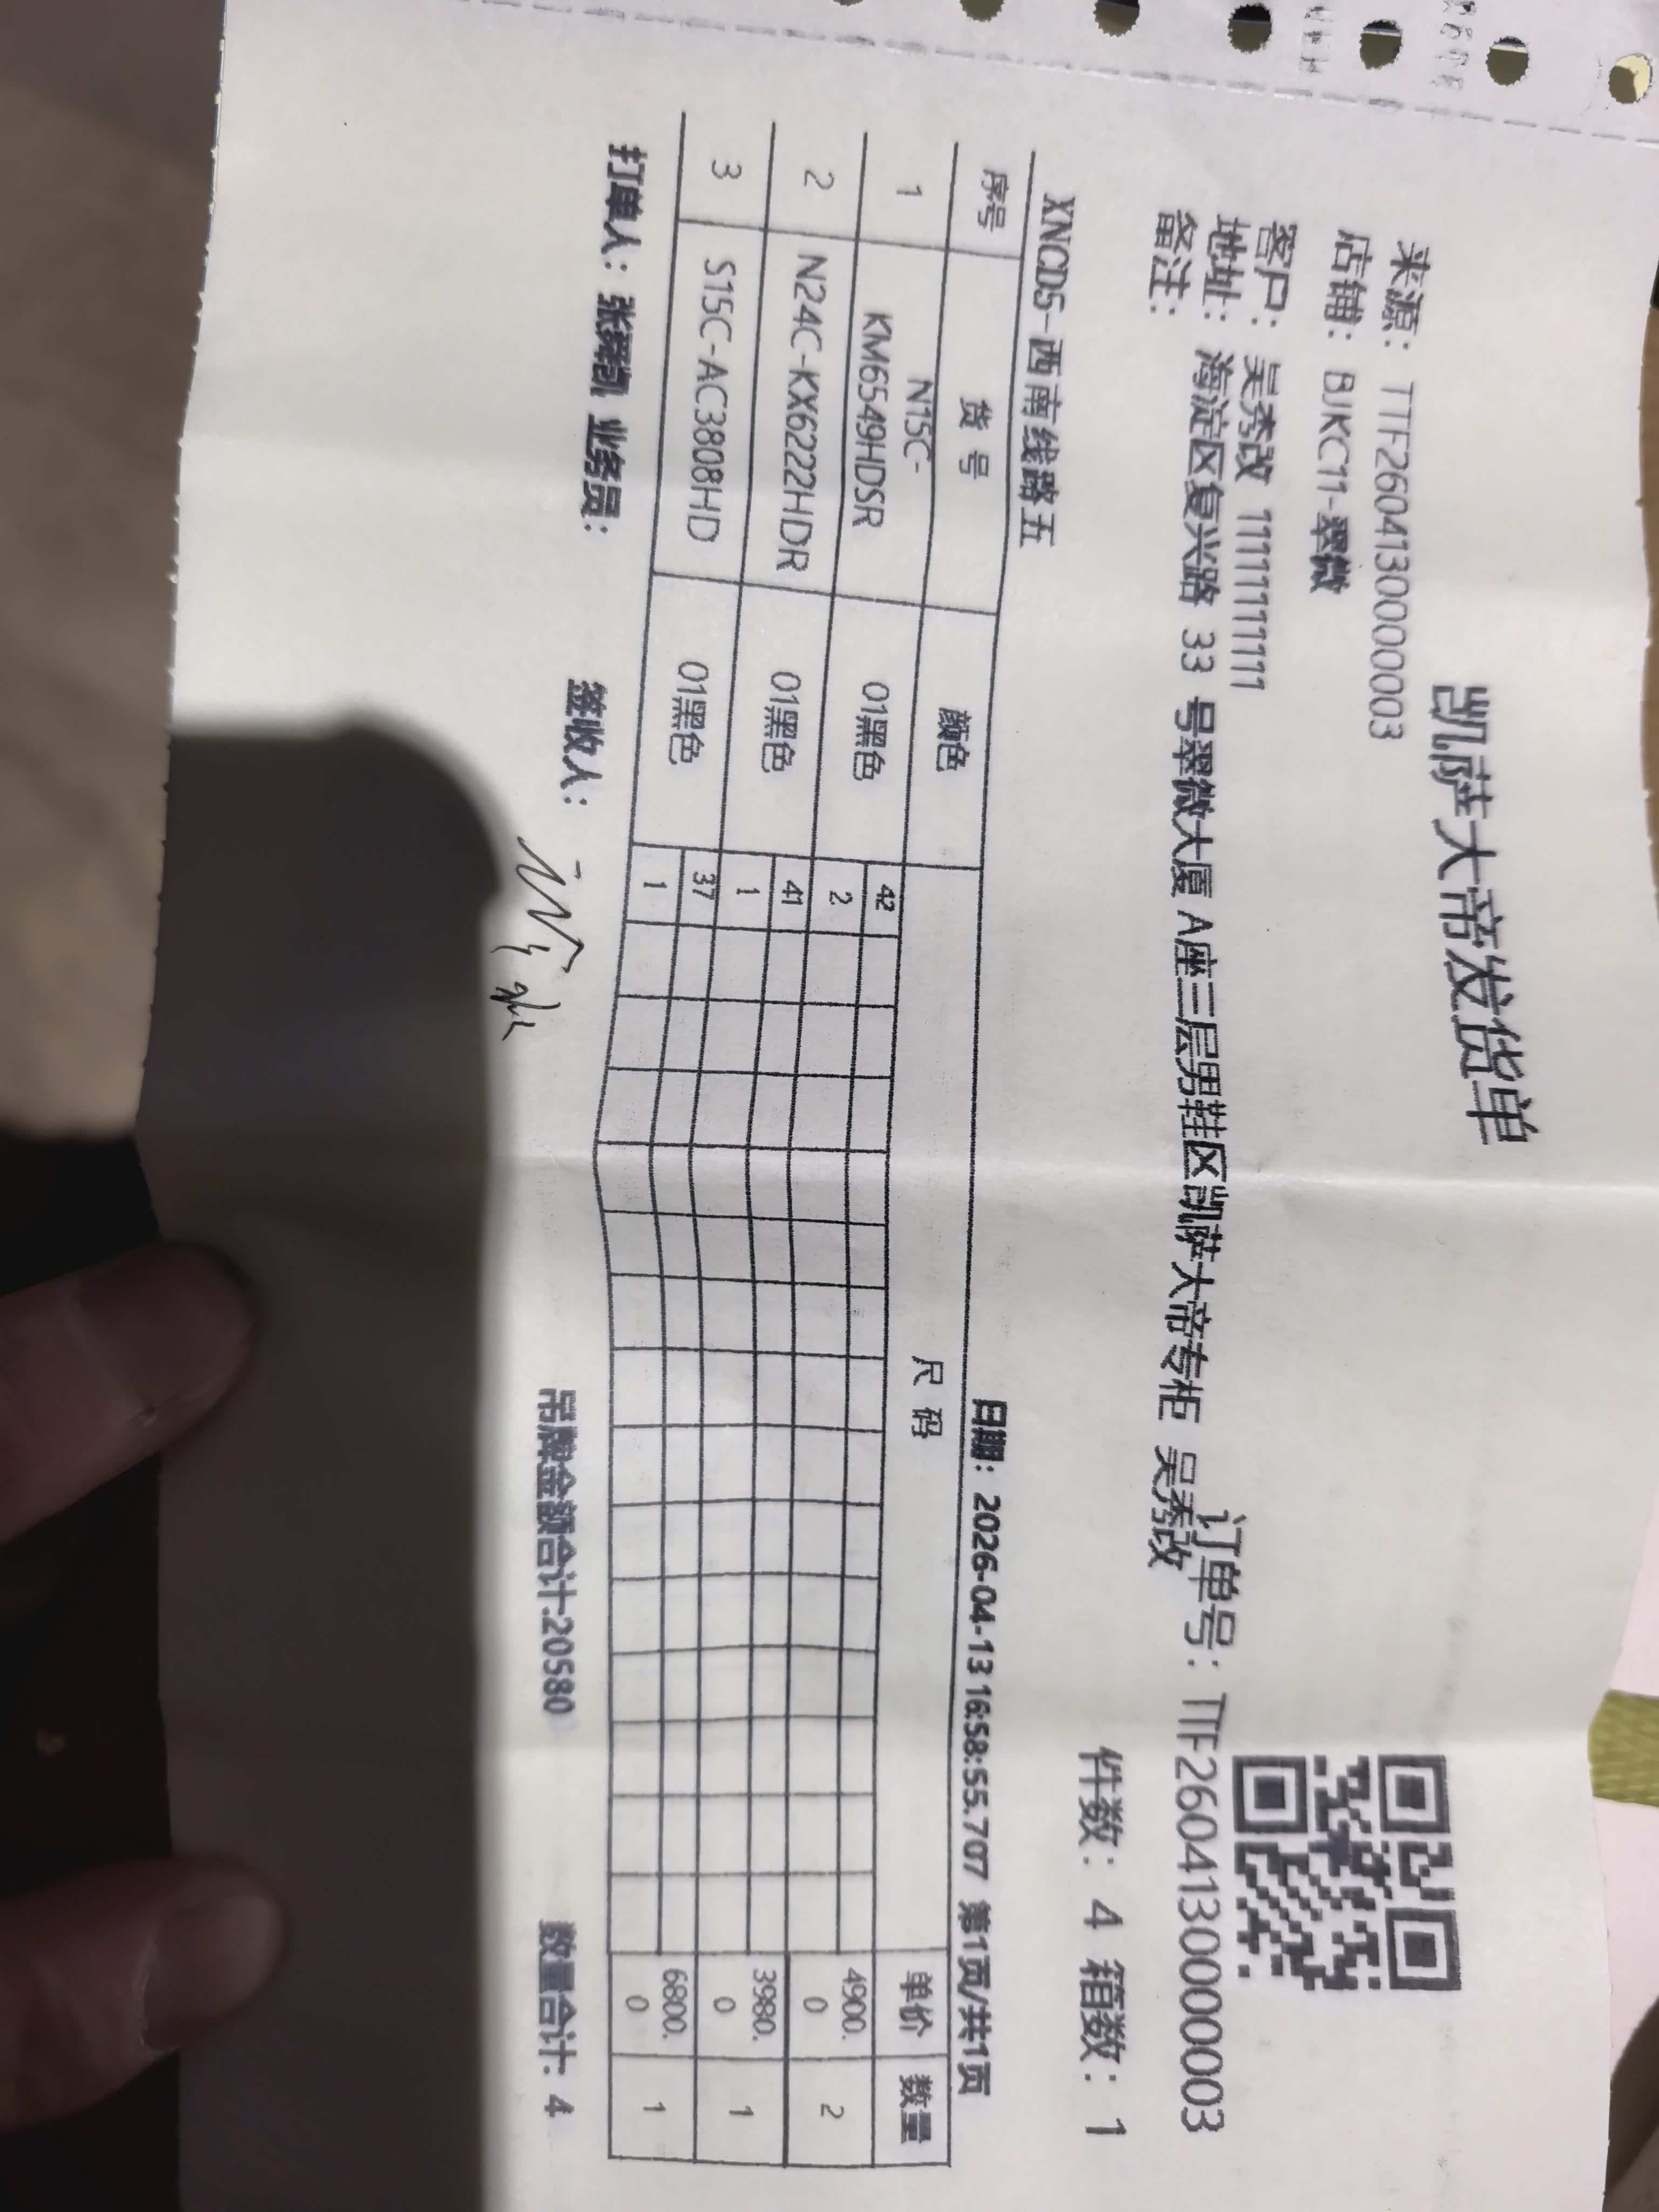 凯萨大帝发货单
来源：TTF26041300000003
店铺：BJKC11-翠微
订单号：TTF26041300000003
客户：吴秀改 11111111111
地址：海淀区复兴路 33 号翠微大厦 A座三层男鞋区凯萨大帝专柜 吴秀改
备注：
件数：4 箱数：1
XNCD5-西南线路五 日期：2026-04-13 16:58:55.707 第1页/共1页
序号 货号 颜色 尺码 单价 数量
1 N15C-KM6549HDSR 01黑色 42 2 4900.0 2
2 N24C-KX6222HDR 01黑色 41 1 3980.0 1
3 S15C-AC3808HD 01黑色 37 1 6800.0 1
打单人：张 凯 业务员： 签收人： 吊牌金额合计:20580 数量合计：4